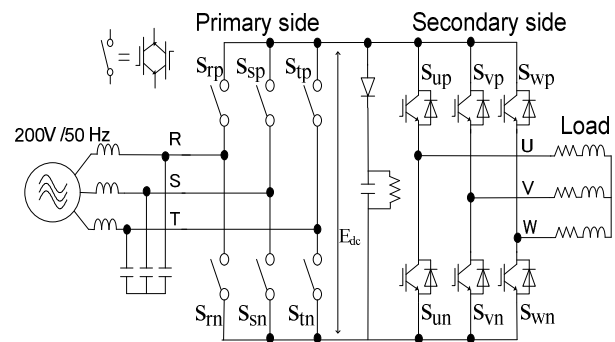 Primary side
Secondary side
Srp
Ssp
Stp
Sup
Svp
Swp
=
200V/50 Hz
R
S
T
Load
U
V
W
Edc
Srn
Ssn
Stn
Sun
Svn
Swn